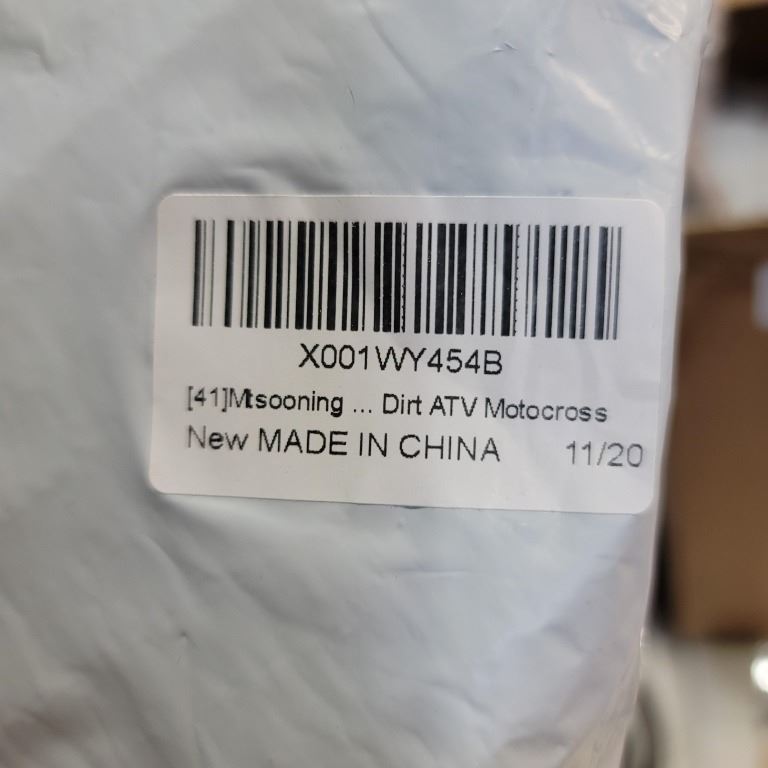 X001WY454B
[41]Mtsooning ... Dirt ATV Motocross
New MADE IN CHINA 11/20